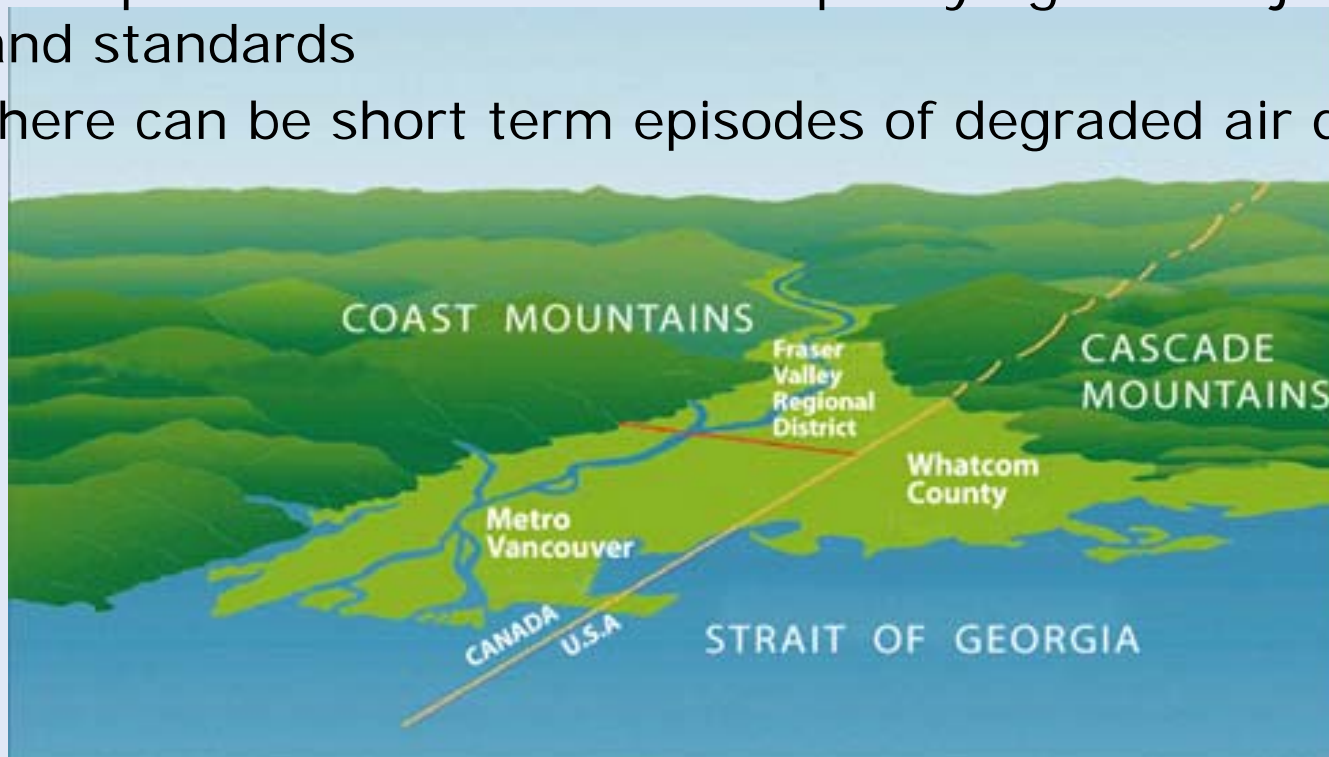 and standards
here can be short term episodes of degraded air
COAST MOUNTAINS
CASCADE
MOUNTAINS
Fraser
Valley
Regional
District
Whatcom
County
Metro
Vancouver
CANADA
U.S.A
STRAIT OF GEORGIA